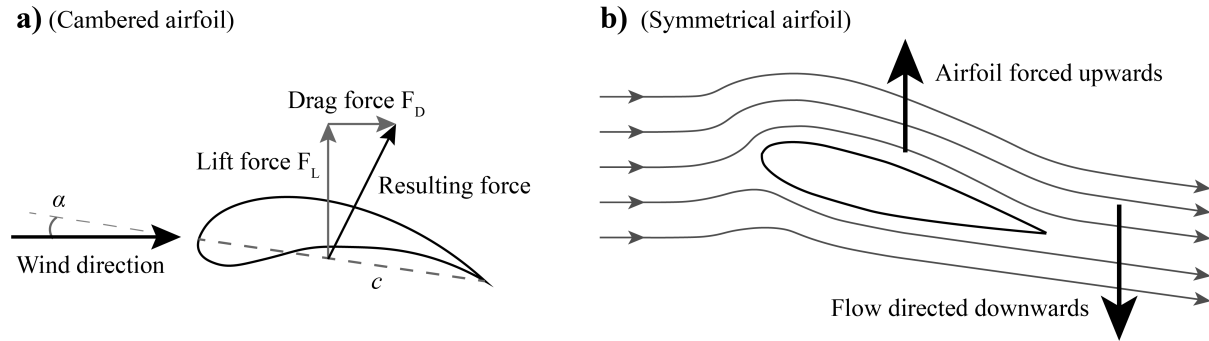 a) (Cambered airfoil)
Drag force F_D
Lift force F_L
Resulting force
α
Wind direction
c
b) (Symmetrical airfoil)
Airfoil forced upwards
Flow directed downwards